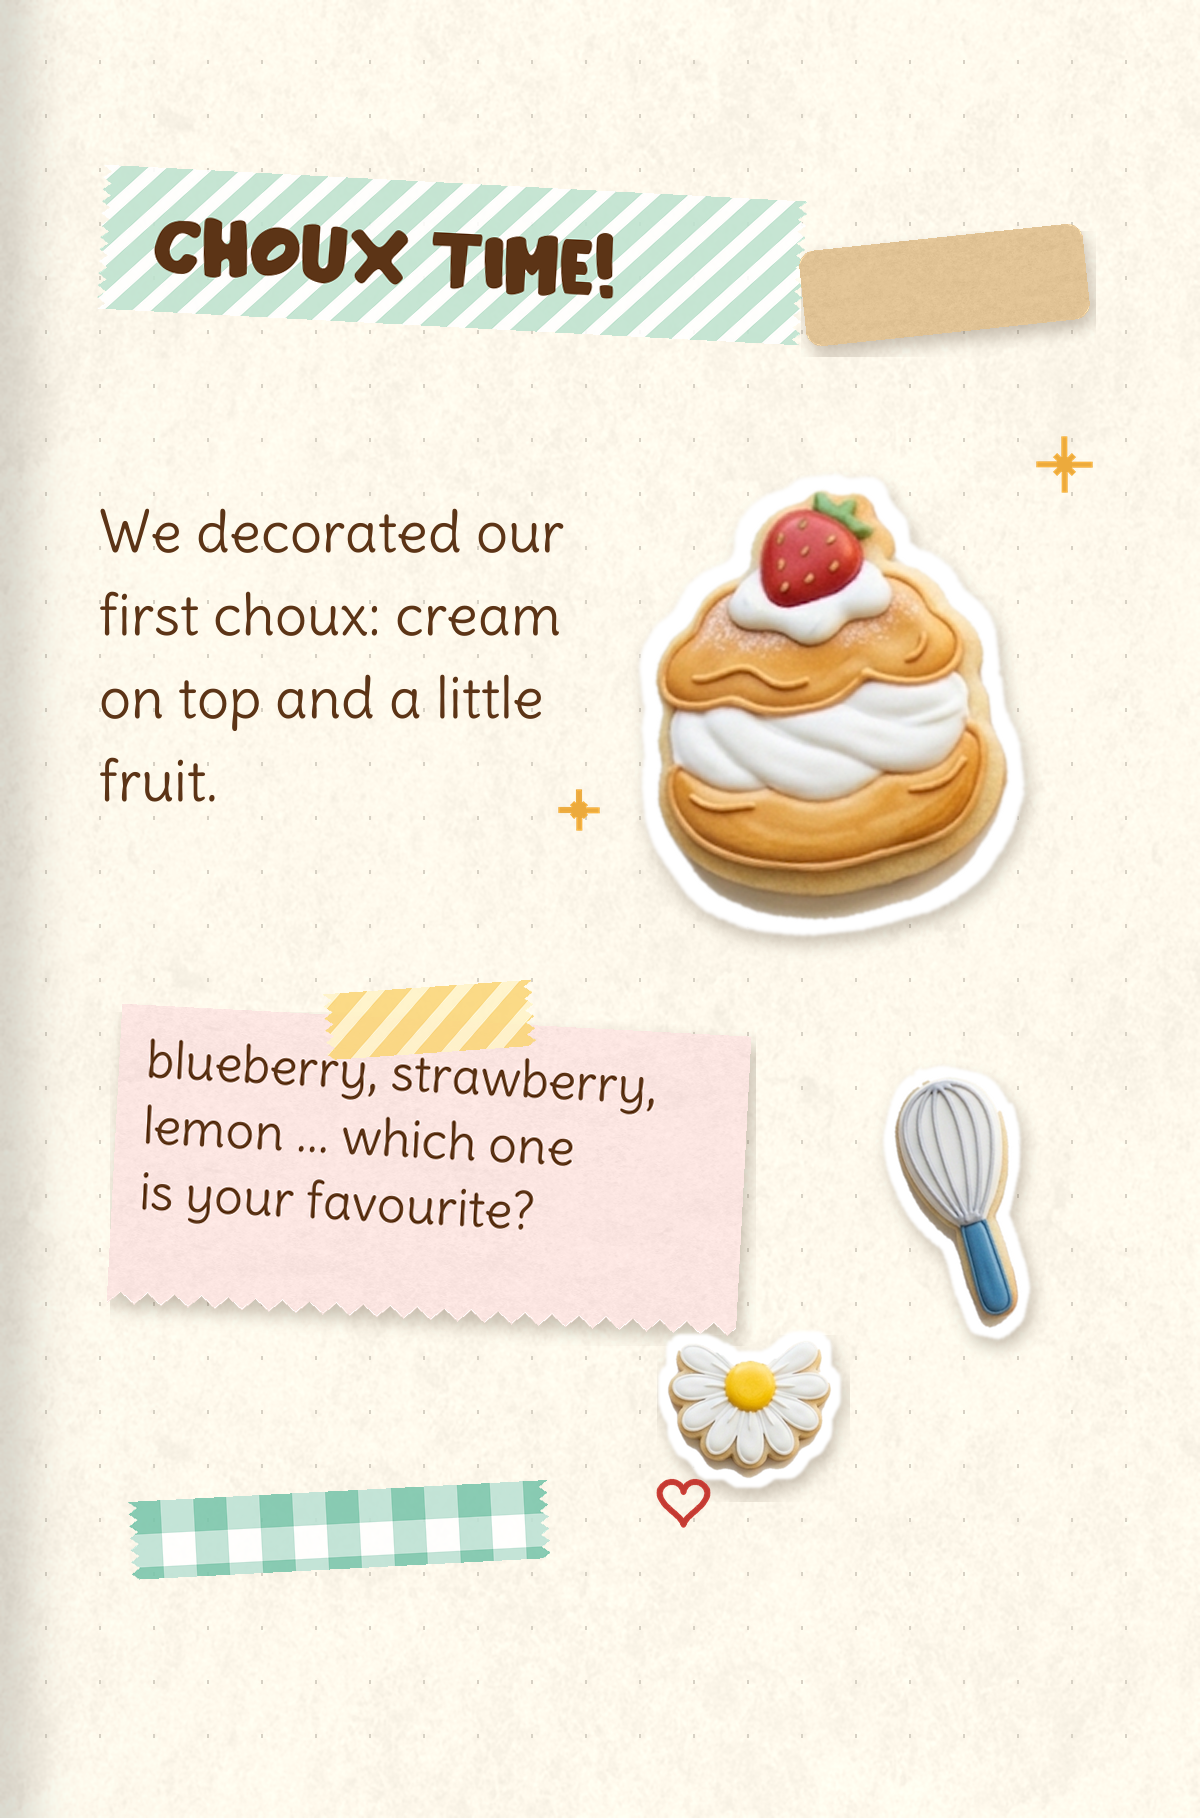 CHOUX TIME!
We decorated our
first choux: cream
on top and a little
fruit.
blueberry, strawberry,
lemon ... which one
is your favourite?